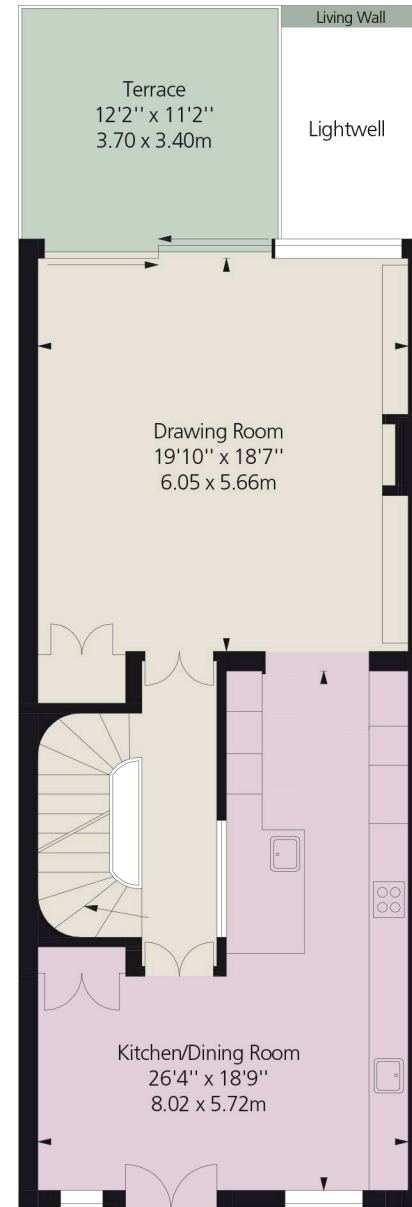 Living Wall
Terrace
12'2'' x 11'2''
3.70 x 3.40m
Lightwell
Drawing Room
19'10'' x 18'7''
6.05 x 5.66m
Kitchen/Dining Room
26'4'' x 18'9''
8.02 x 5.72m